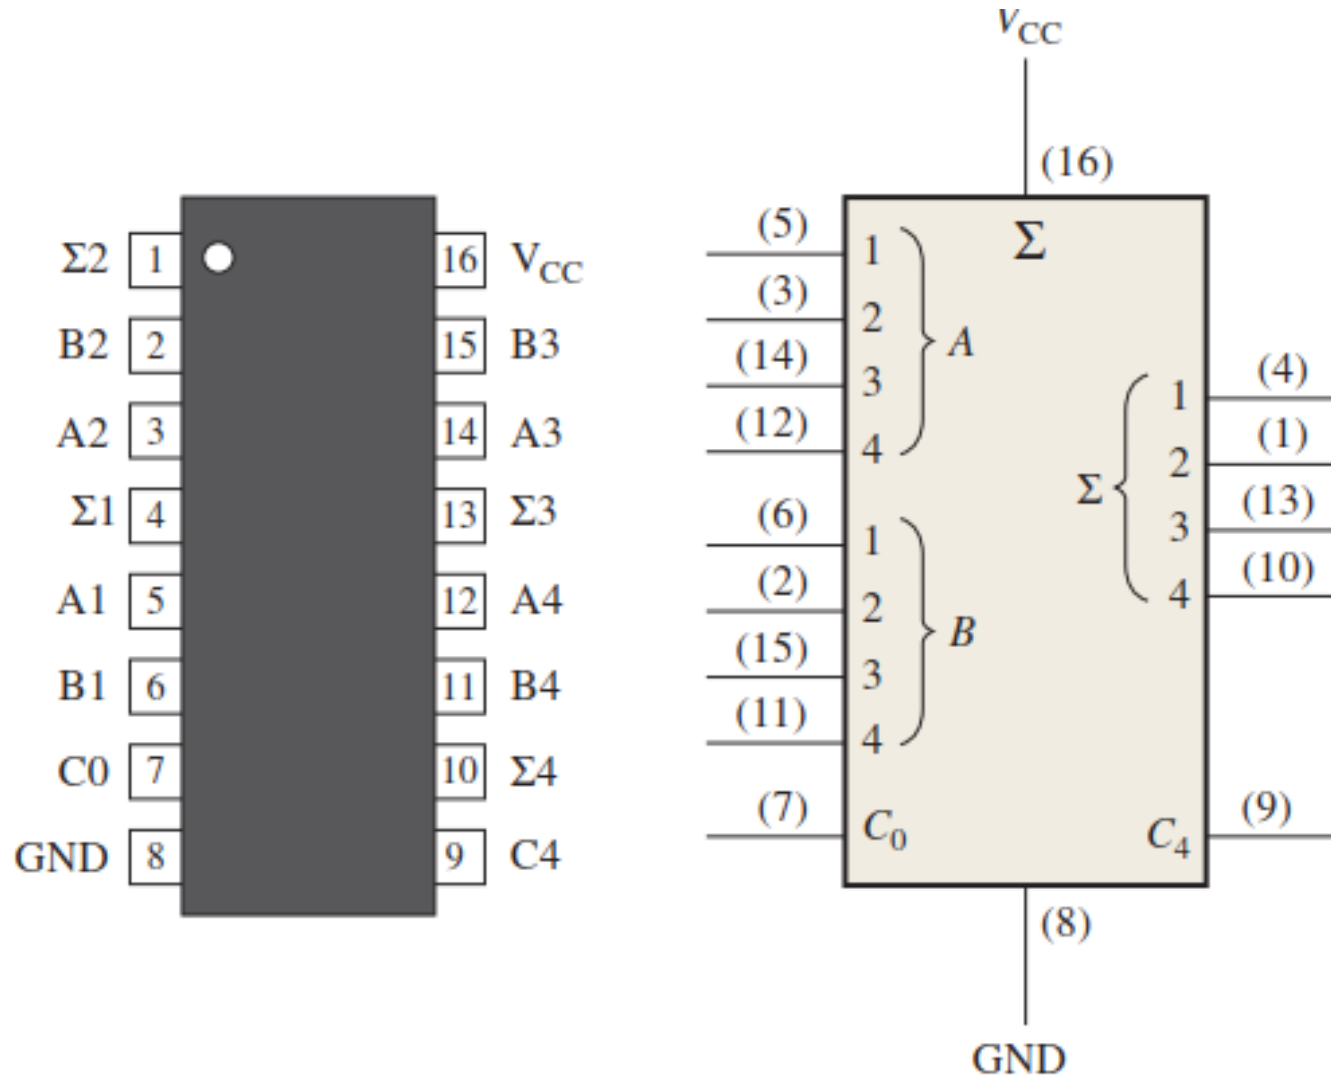 Σ2 1 16 VCC
B2 2 15 B3
A2 3 14 A3
Σ1 4 13 Σ3
A1 5 12 A4
B1 6 11 B4
C0 7 10 Σ4
GND 8 9 C4
VCC
(16)
Σ
(5) 1
(3) 2
A
(14) 3
(12) 4
(6) 1
(2) 2
B
(15) 3
(11) 4
(7) C0
1 (4)
2 (1)
Σ
3 (13)
4 (10)
C4 (9)
(8)
GND